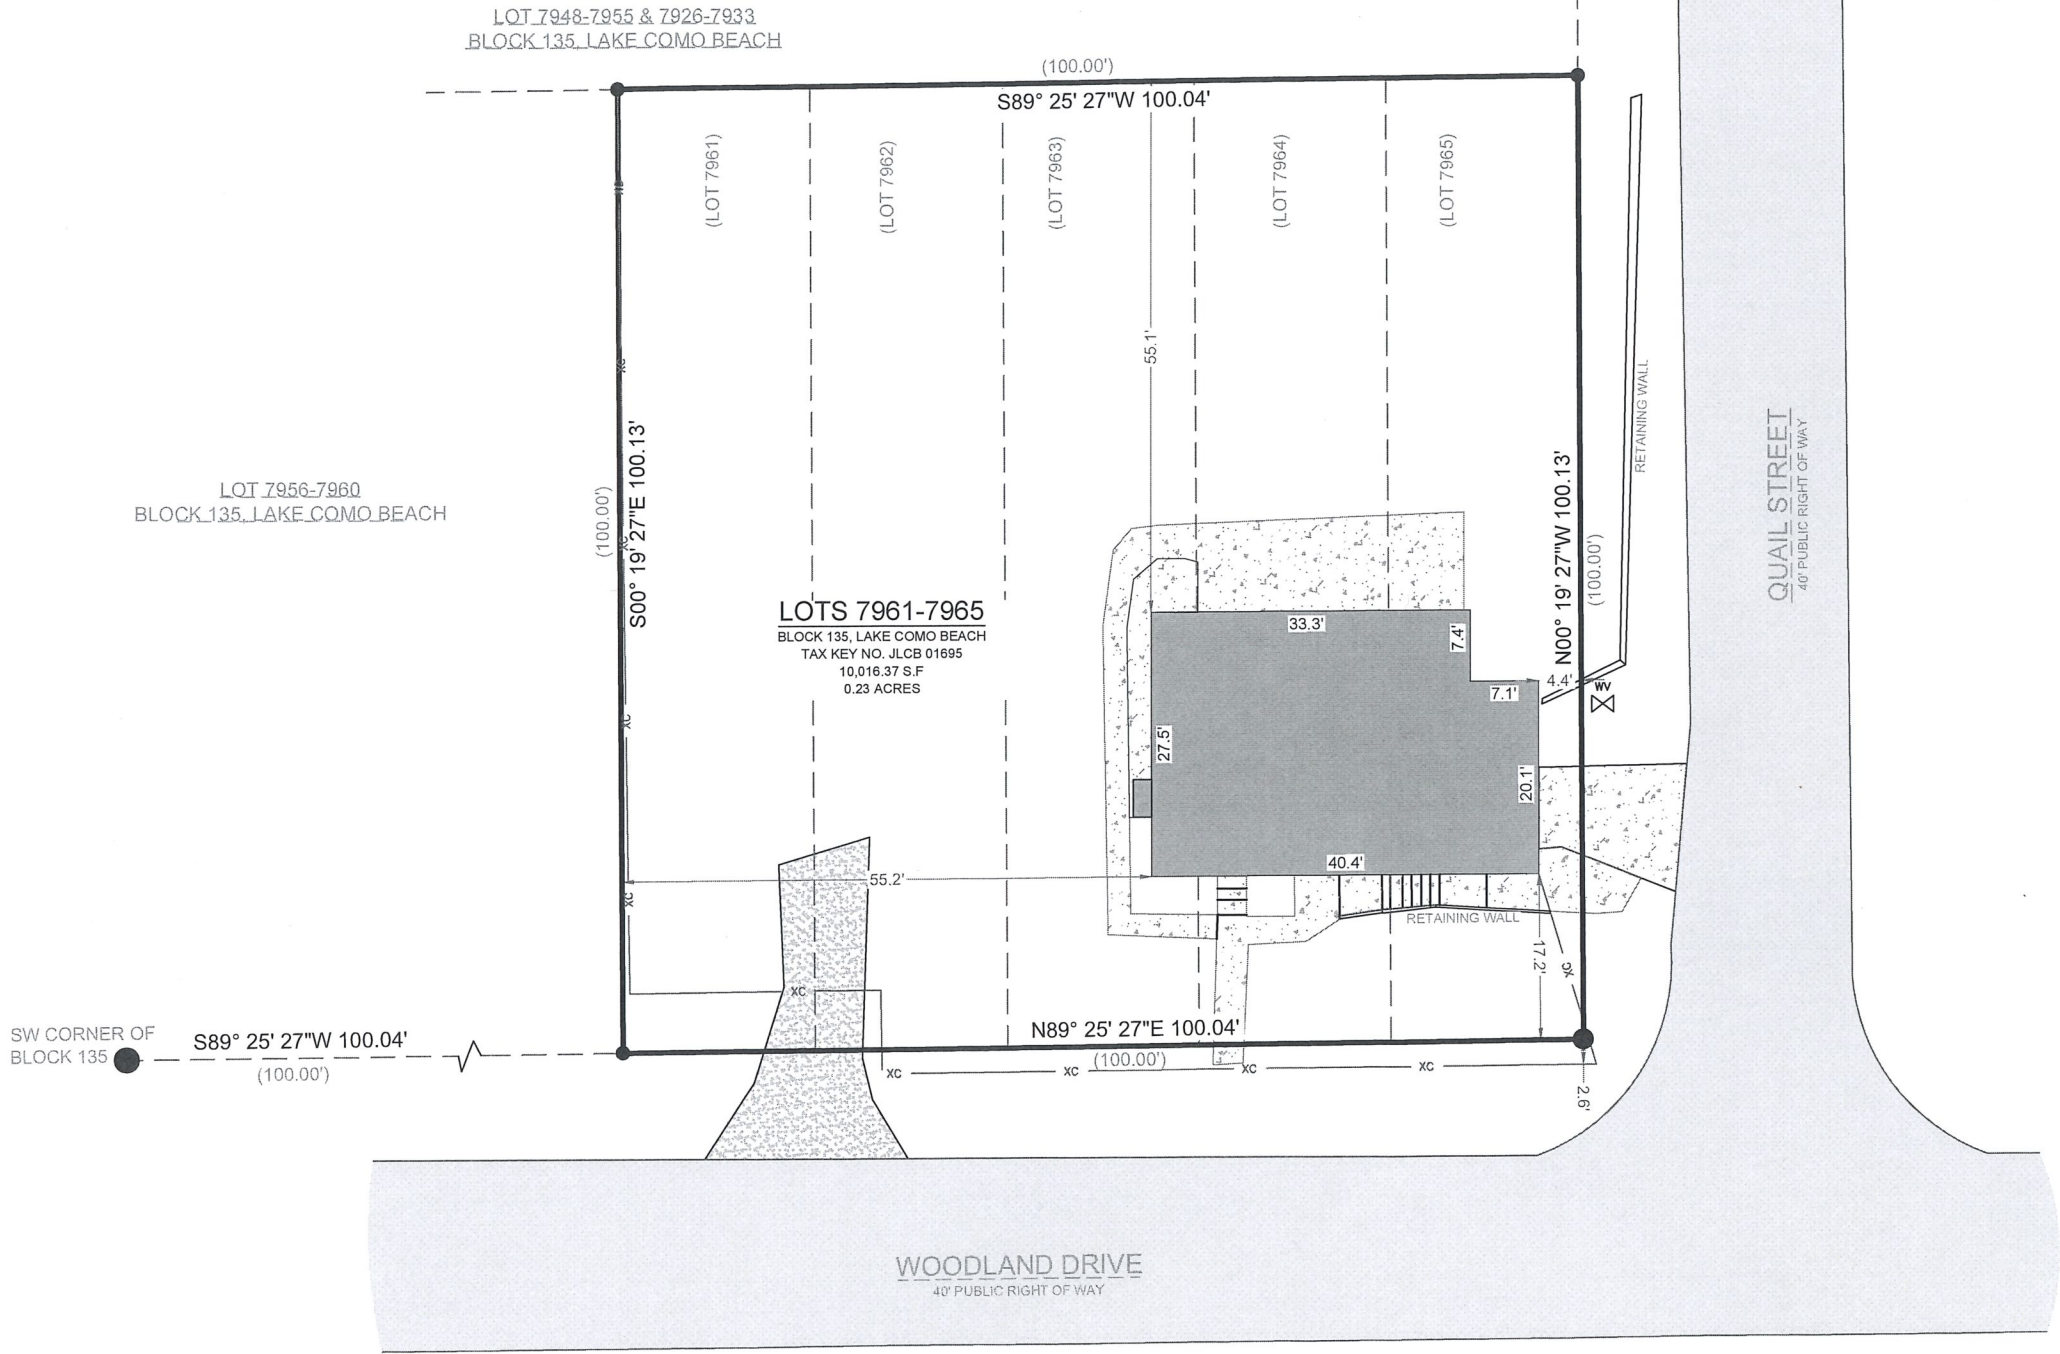 LOT 7948-7955 & 7926-7933
BLOCK 135, LAKE COMO BEACH
(100.00')
S89° 25' 27"W 100.04'
(LOT 7961)
(LOT 7962)
(LOT 7963)
(LOT 7964)
(LOT 7965)
55.1'
RETAINING WALL
QUAIL STREET
40' PUBLIC RIGHT OF WAY
XC
S00° 19' 27"E 100.13'
(100.00')
XC
N00° 19' 27"W 100.13'
(100.00')
LOT 7956-7960
BLOCK 135, LAKE COMO BEACH
LOTS 7961-7965
BLOCK 135, LAKE COMO BEACH
TAX KEY NO. JLCB 01695
10,016.37 S.F
0.23 ACRES
33.3'
7.4'
7.1'
4.4'
WV
27.5'
20.1'
40.4'
XC
XC
55.2'
RETAINING WALL
17.2'
XC
XC
SW CORNER OF
BLOCK 135
S89° 25' 27"W 100.04'
(100.00')
N89° 25' 27"E 100.04'
(100.00')
XC
XC
XC
XC
2.6'
WOODLAND DRIVE
40' PUBLIC RIGHT OF WAY